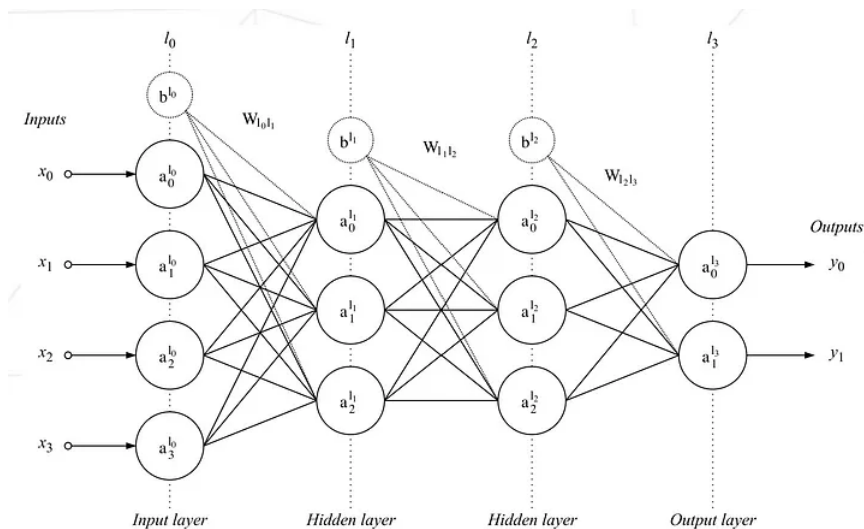 l₀ l₁ l₂ l₃
b^l₀
Inputs W_l₀l₁
b^l₁ W_l₁l₂ b^l₂
x₀ a₀^l₀ W_l₂l₃
a₀^l₁ a₀^l₂ Outputs
x₁ a₁^l₀ a₀^l₃ y₀
a₁^l₁ a₁^l₂
x₂ a₂^l₀ a₁^l₃ y₁
a₂^l₁ a₂^l₂
x₃ a₃^l₀
Input layer Hidden layer Hidden layer Output layer